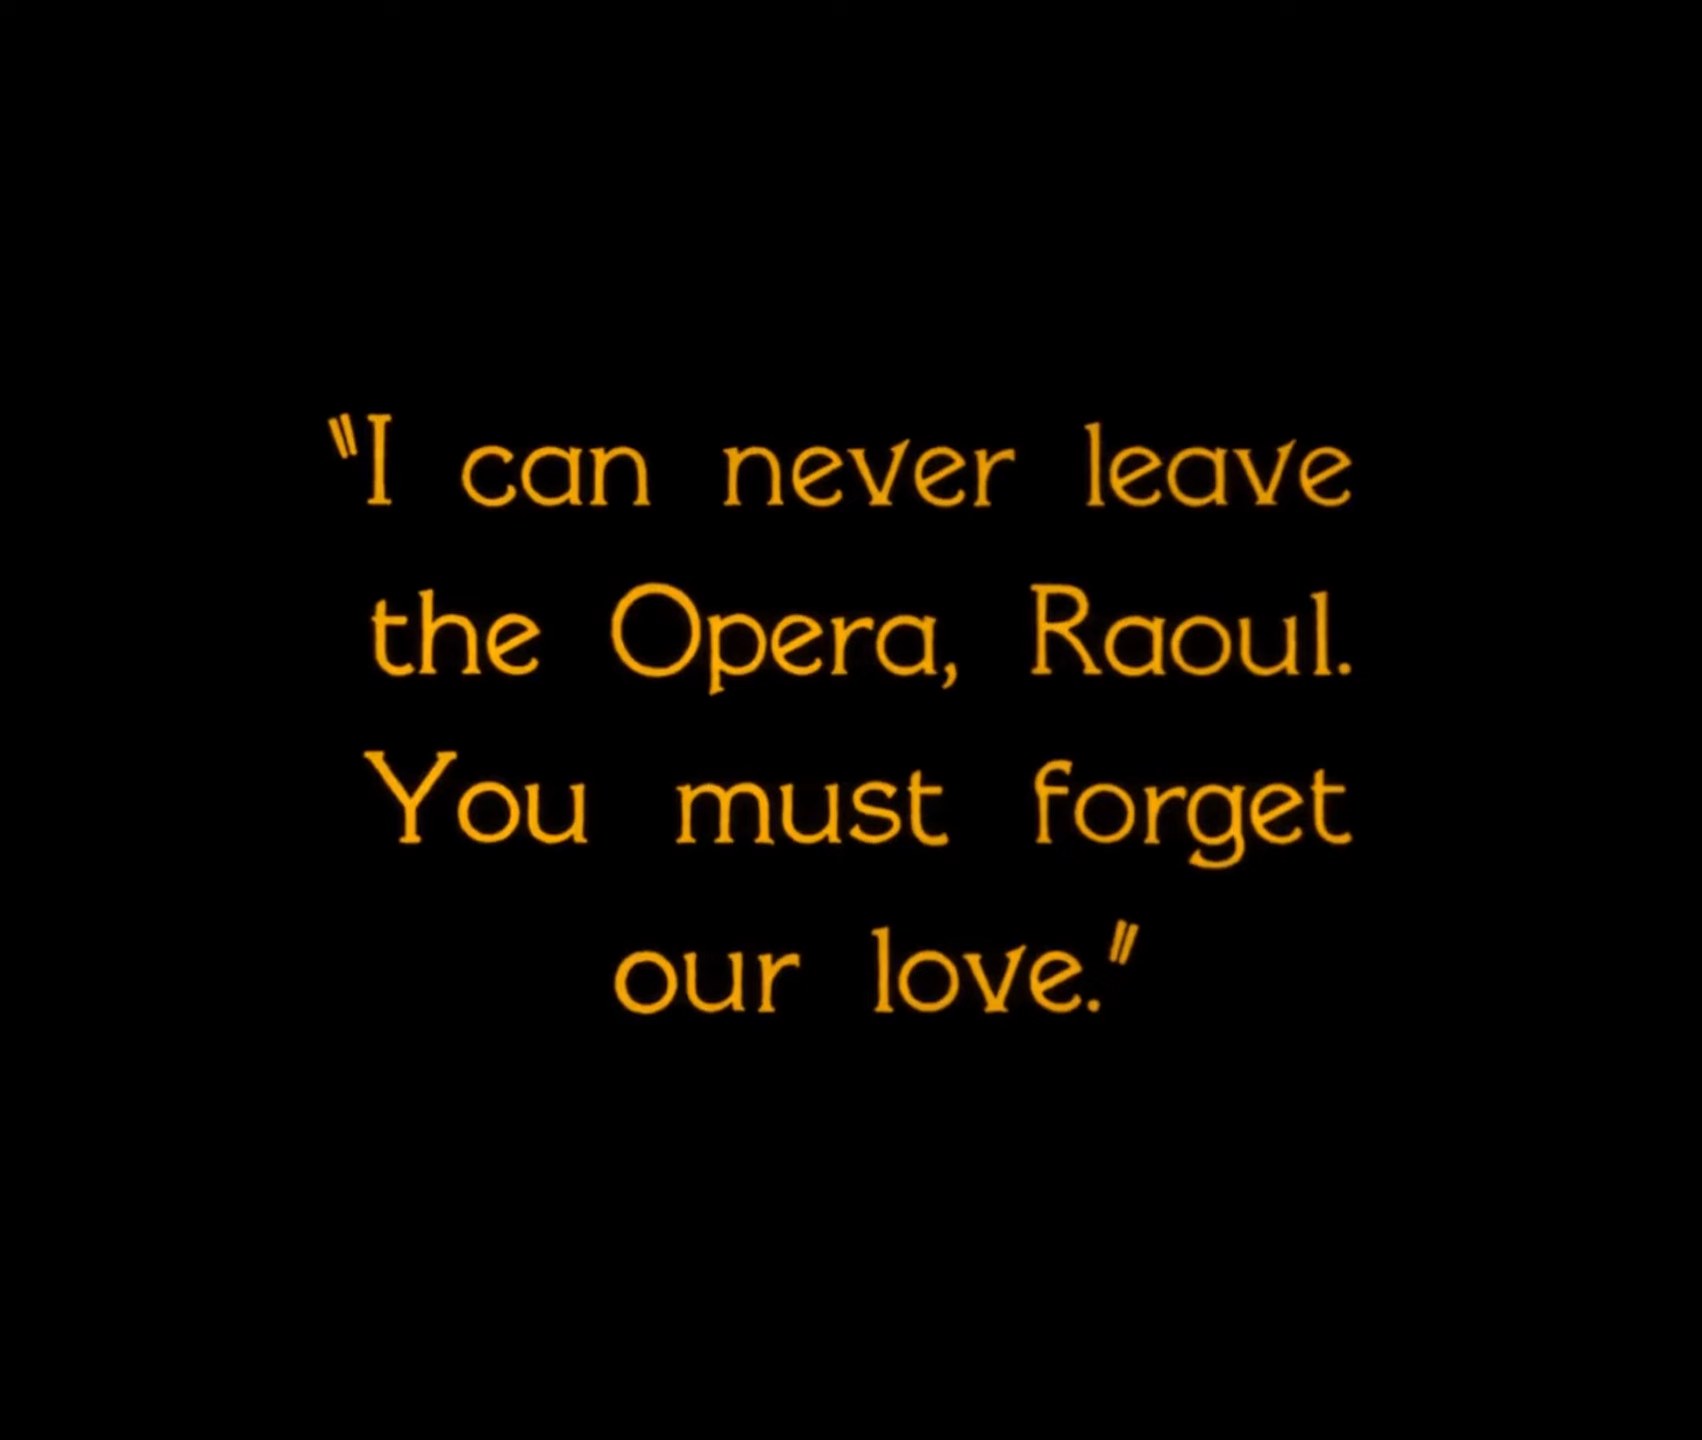 "I can never leave
the Opera, Raoul.
You must forget
our love."